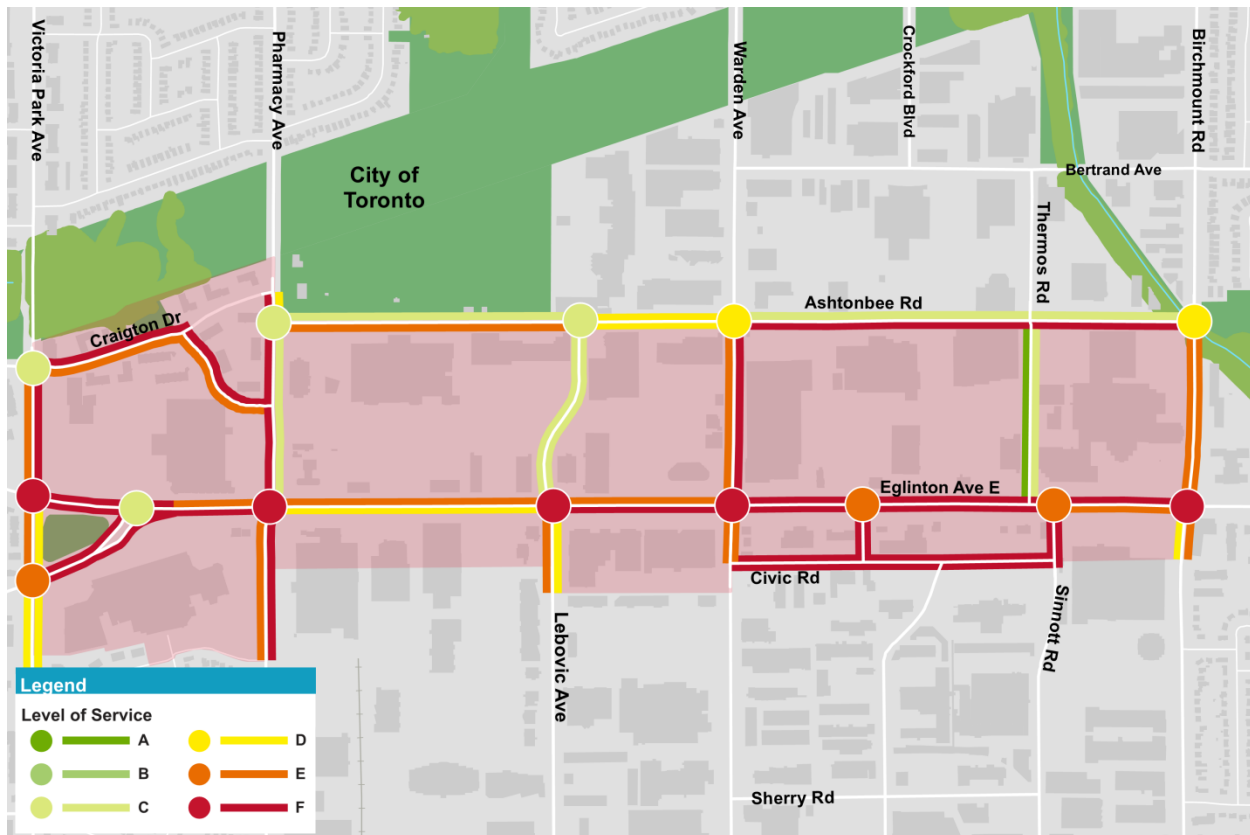 Victoria Park Ave
Pharmacy Ave
Warden Ave
Crockford Blvd
Birchmount Rd
Bertrand Ave
City of
Toronto
Thermos Rd
Ashtonbee Rd
Craigton Dr
Eglinton Ave E
Civic Rd
Sinnott Rd
Lebovic Ave
Sherry Rd
Legend
Level of Service
A D
B E
C F